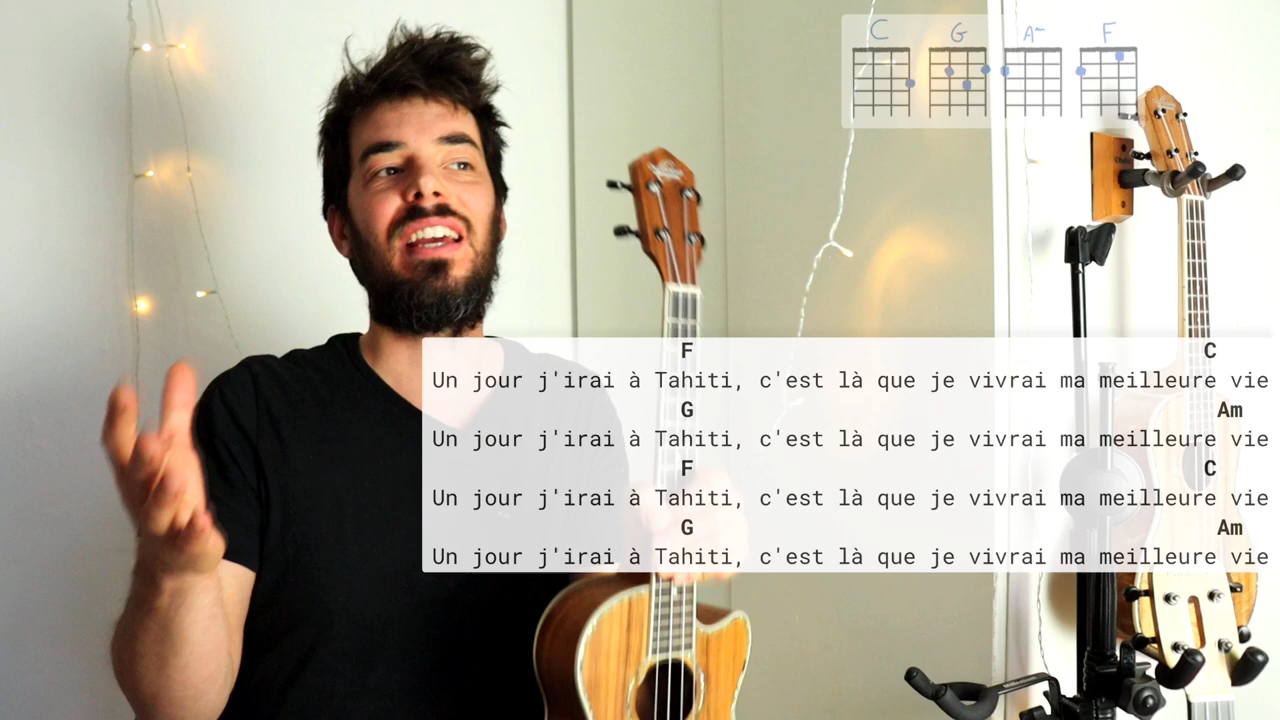 C G Am F
F C
Un jour j'irai à Tahiti, c'est là que je vivrai ma meilleure vie
G Am
Un jour j'irai à Tahiti, c'est là que je vivrai ma meilleure vie
F C
Un jour j'irai à Tahiti, c'est là que je vivrai ma meilleure vie
G Am
Un jour j'irai à Tahiti, c'est là que je vivrai ma meilleure vie